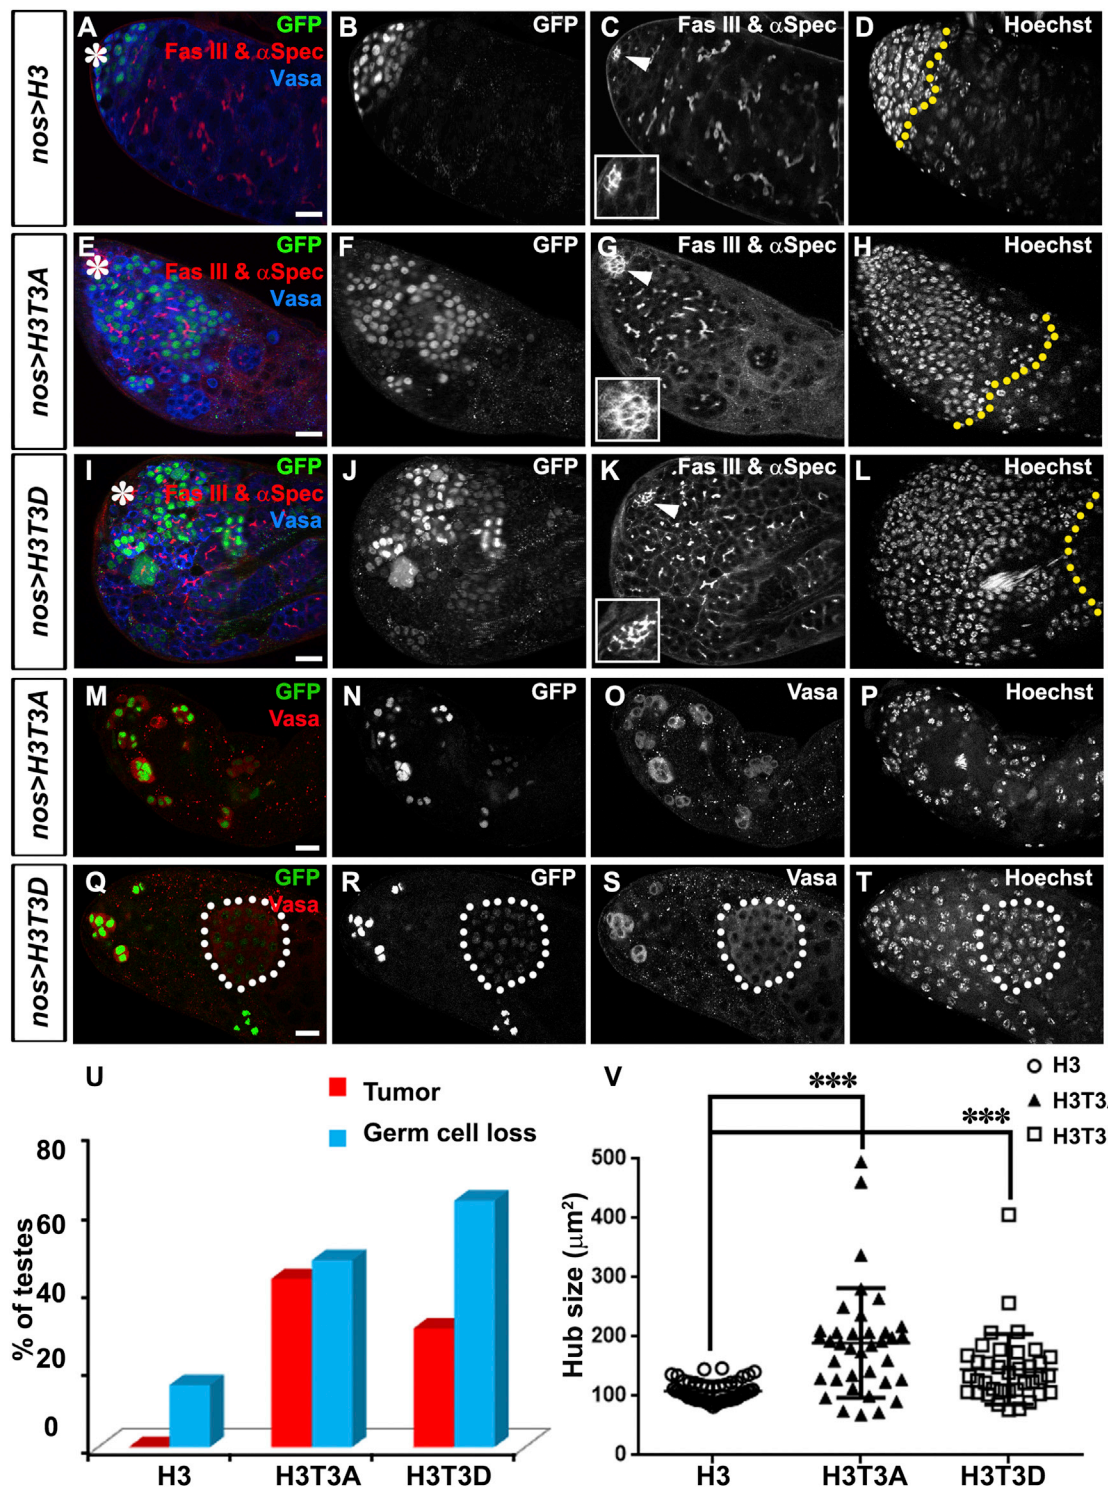 nos>H3
A
GFP
Fas III & αSpec
Vasa
*
B
GFP
C
Fas III & αSpec
D
Hoechst
nos>H3T3A
E
GFP
Fas III & αSpec
Vasa
*
F
GFP
G
Fas III & αSpec
H
Hoechst
nos>H3T3D
I
GFP
Fas III & αSpec
Vasa
*
J
GFP
K
Fas III & αSpec
L
Hoechst
nos>H3T3A
M
GFP
Vasa
N
GFP
O
Vasa
P
Hoechst
nos>H3T3D
Q
GFP
Vasa
R
GFP
S
Vasa
T
Hoechst
U
Tumor
Germ cell loss
% of testes
80
60
40
20
0
H3
H3T3A
H3T3D
V
H3
H3T3
H3T3
***
***
Hub size (μm²)
500
400
300
200
100
0
H3
H3T3A
H3T3D